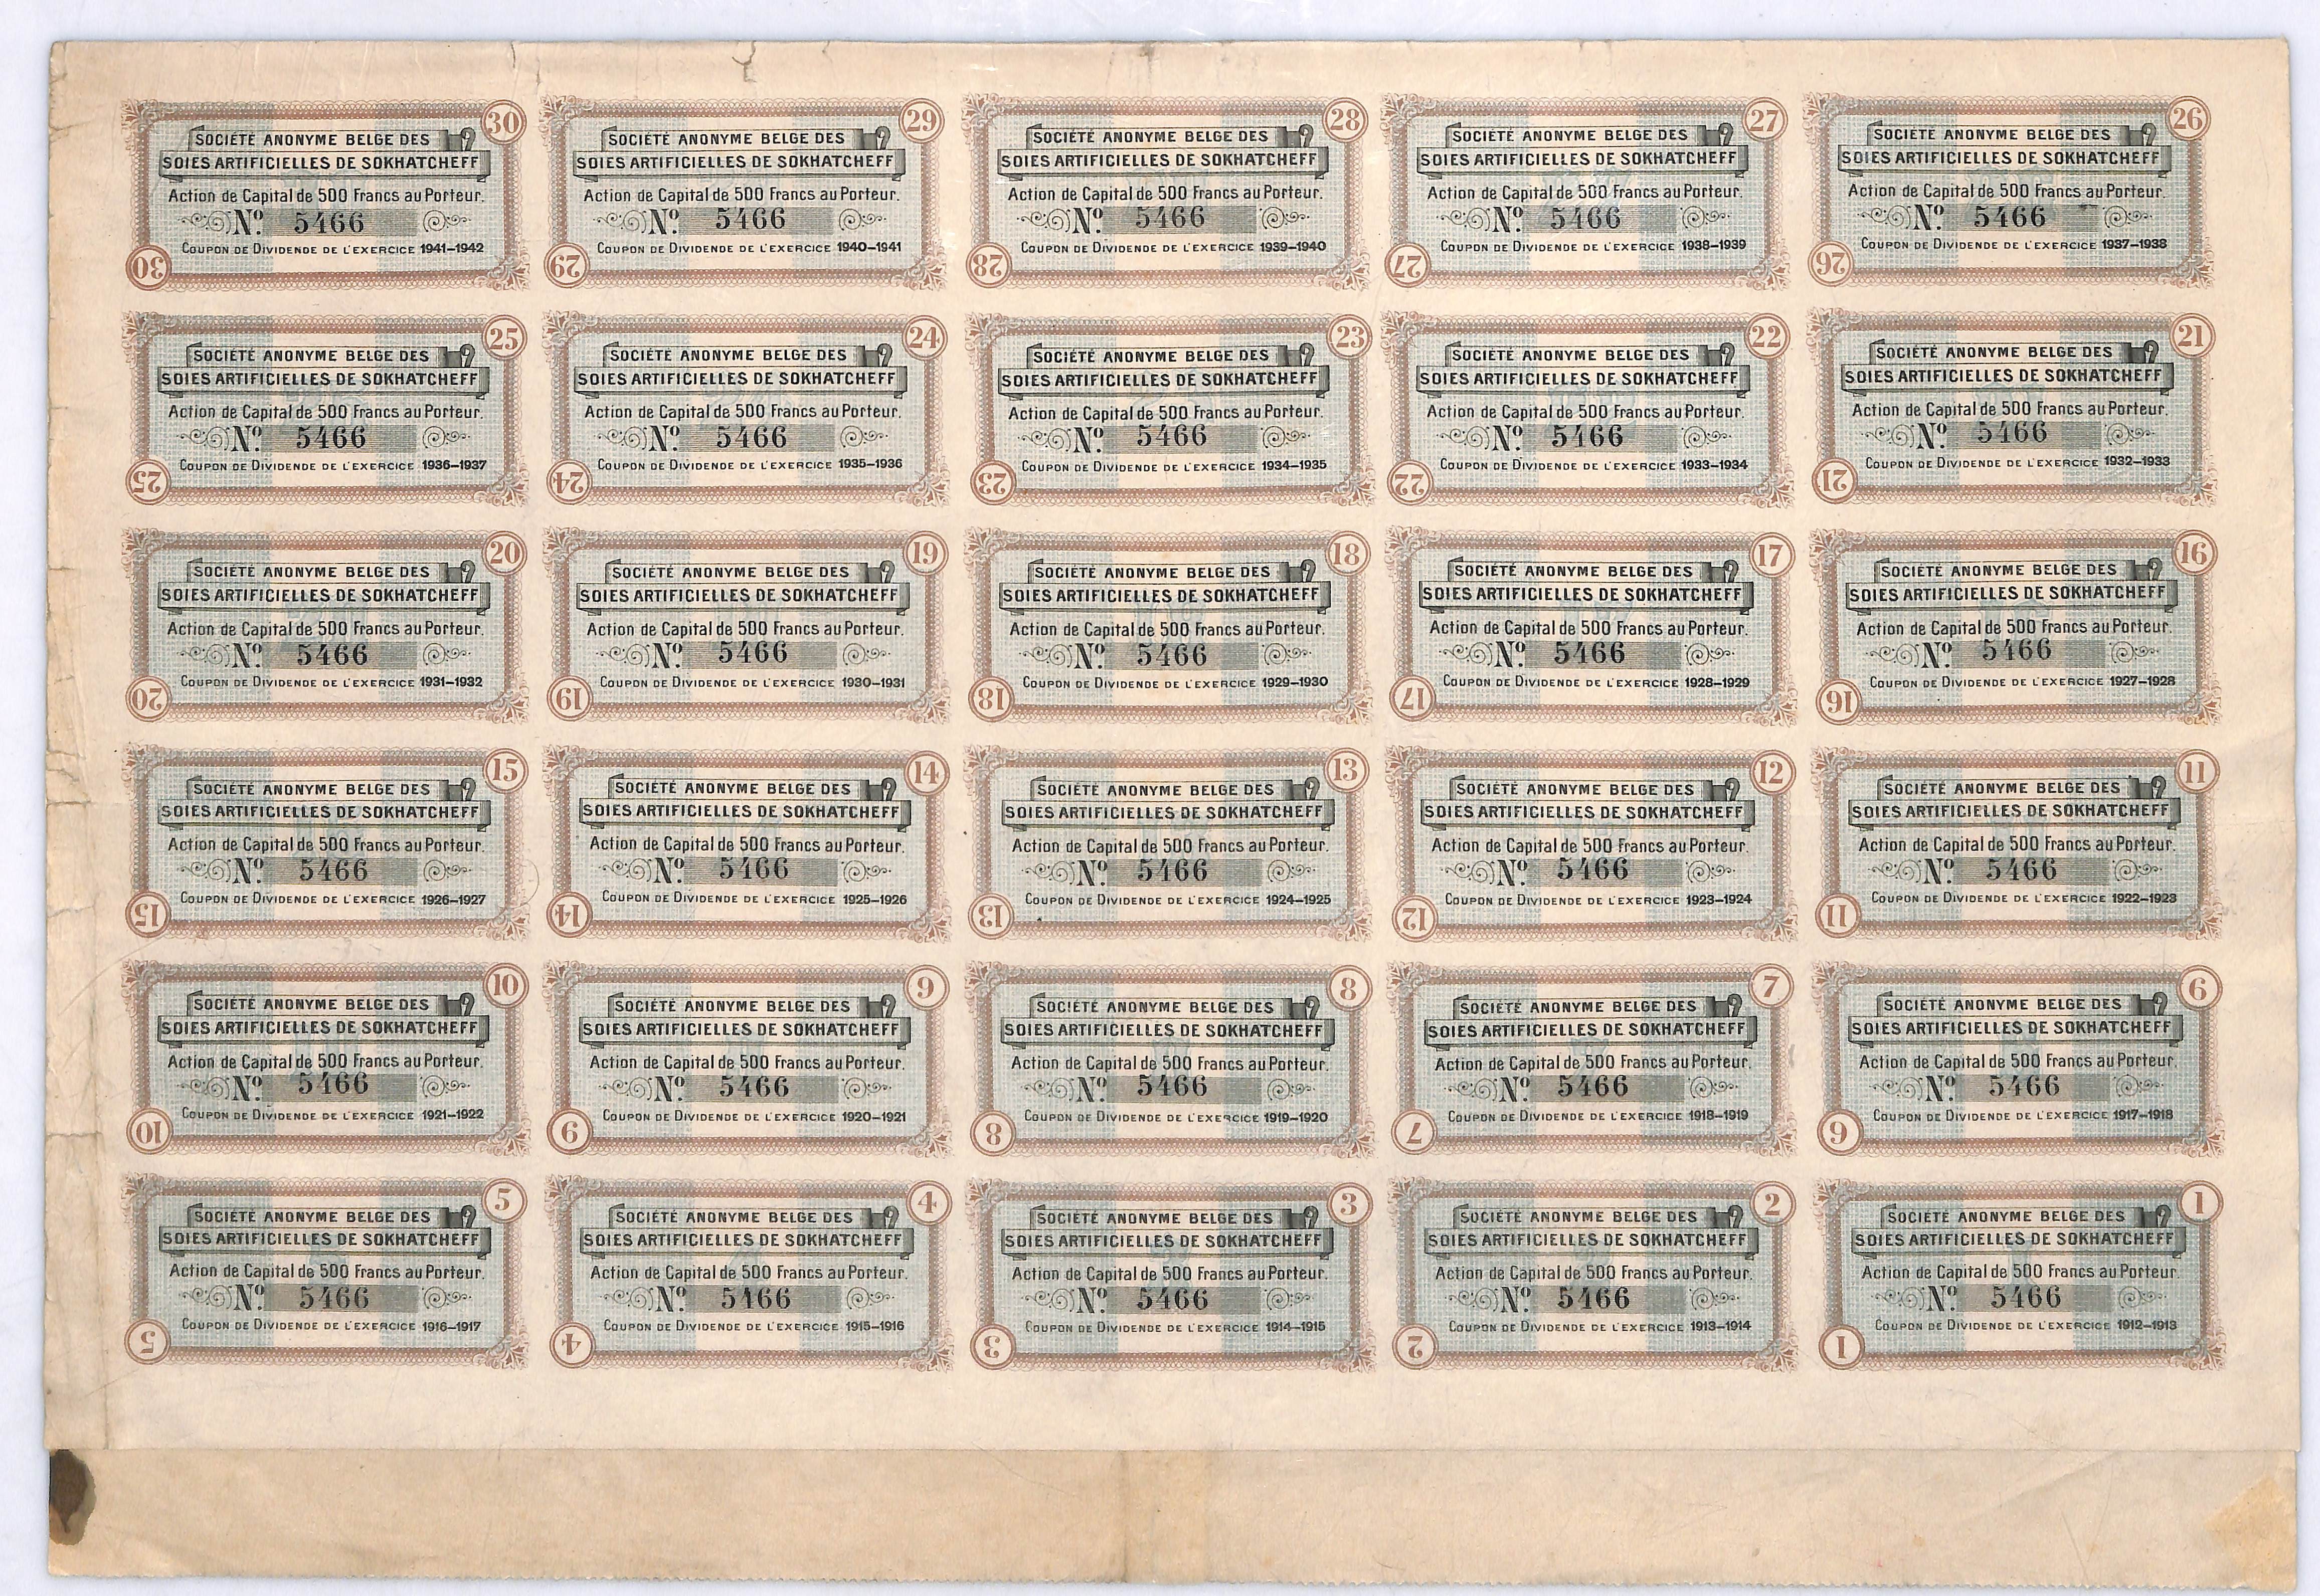 30
SOCIÉTÉ ANONYME BELGE DES
SOIES ARTIFICIELLES DE SOKHATCHEFF
Action de Capital de 500 Francs au Porteur.
Nº 5466
COUPON DE DIVIDENDE DE L'EXERCICE 1941-1942
30
29
SOCIÉTÉ ANONYME BELGE DES
SOIES ARTIFICIELLES DE SOKHATCHEFF
Action de Capital de 500 Francs au Porteur.
Nº 5466
COUPON DE DIVIDENDE DE L'EXERCICE 1940-1941
29
28
SOCIÉTÉ ANONYME BELGE DES
SOIES ARTIFICIELLES DE SOKHATCHEFF
Action de Capital de 500 Francs au Porteur.
Nº 5466
COUPON DE DIVIDENDE DE L'EXERCICE 1939-1940
28
27
SOCIÉTÉ ANONYME BELGE DES
SOIES ARTIFICIELLES DE SOKHATCHEFF
Action de Capital de 500 Francs au Porteur.
Nº 5466
COUPON DE DIVIDENDE DE L'EXERCICE 1938-1939
27
26
SOCIÉTÉ ANONYME BELGE DES
SOIES ARTIFICIELLES DE SOKHATCHEFF
Action de Capital de 500 Francs au Porteur.
Nº 5466
COUPON DE DIVIDENDE DE L'EXERCICE 1937-1938
26
25
SOCIÉTÉ ANONYME BELGE DES
SOIES ARTIFICIELLES DE SOKHATCHEFF
Action de Capital de 500 Francs au Porteur.
Nº 5466
COUPON DE DIVIDENDE DE L'EXERCICE 1936-1937
25
24
SOCIÉTÉ ANONYME BELGE DES
SOIES ARTIFICIELLES DE SOKHATCHEFF
Action de Capital de 500 Francs au Porteur.
Nº 5466
COUPON DE DIVIDENDE DE L'EXERCICE 1935-1936
24
23
SOCIÉTÉ ANONYME BELGE DES
SOIES ARTIFICIELLES DE SOKHATCHEFF
Action de Capital de 500 Francs au Porteur.
Nº 5466
COUPON DE DIVIDENDE DE L'EXERCICE 1934-1935
23
22
SOCIÉTÉ ANONYME BELGE DES
SOIES ARTIFICIELLES DE SOKHATCHEFF
Action de Capital de 500 Francs au Porteur.
Nº 5466
COUPON DE DIVIDENDE DE L'EXERCICE 1933-1934
22
21
SOCIÉTÉ ANONYME BELGE DES
SOIES ARTIFICIELLES DE SOKHATCHEFF
Action de Capital de 500 Francs au Porteur.
Nº 5466
COUPON DE DIVIDENDE DE L'EXERCICE 1932-1933
21
20
SOCIÉTÉ ANONYME BELGE DES
SOIES ARTIFICIELLES DE SOKHATCHEFF
Action de Capital de 500 Francs au Porteur.
Nº 5466
COUPON DE DIVIDENDE DE L'EXERCICE 1931-1932
20
19
SOCIÉTÉ ANONYME BELGE DES
SOIES ARTIFICIELLES DE SOKHATCHEFF
Action de Capital de 500 Francs au Porteur.
Nº 5466
COUPON DE DIVIDENDE DE L'EXERCICE 1930-1931
19
18
SOCIÉTÉ ANONYME BELGE DES
SOIES ARTIFICIELLES DE SOKHATCHEFF
Action de Capital de 500 Francs au Porteur.
Nº 5466
COUPON DE DIVIDENDE DE L'EXERCICE 1929-1930
18
17
SOCIÉTÉ ANONYME BELGE DES
SOIES ARTIFICIELLES DE SOKHATCHEFF
Action de Capital de 500 Francs au Porteur.
Nº 5466
COUPON DE DIVIDENDE DE L'EXERCICE 1928-1929
17
16
SOCIÉTÉ ANONYME BELGE DES
SOIES ARTIFICIELLES DE SOKHATCHEFF
Action de Capital de 500 Francs au Porteur.
Nº 5466
COUPON DE DIVIDENDE DE L'EXERCICE 1927-1928
16
15
SOCIÉTÉ ANONYME BELGE DES
SOIES ARTIFICIELLES DE SOKHATCHEFF
Action de Capital de 500 Francs au Porteur.
Nº 5466
COUPON DE DIVIDENDE DE L'EXERCICE 1926-1927
15
14
SOCIÉTÉ ANONYME BELGE DES
SOIES ARTIFICIELLES DE SOKHATCHEFF
Action de Capital de 500 Francs au Porteur.
Nº 5466
COUPON DE DIVIDENDE DE L'EXERCICE 1925-1926
14
13
SOCIÉTÉ ANONYME BELGE DES
SOIES ARTIFICIELLES DE SOKHATCHEFF
Action de Capital de 500 Francs au Porteur.
Nº 5466
COUPON DE DIVIDENDE DE L'EXERCICE 1924-1925
13
12
SOCIÉTÉ ANONYME BELGE DES
SOIES ARTIFICIELLES DE SOKHATCHEFF
Action de Capital de 500 Francs au Porteur.
Nº 5466
COUPON DE DIVIDENDE DE L'EXERCICE 1923-1924
12
11
SOCIÉTÉ ANONYME BELGE DES
SOIES ARTIFICIELLES DE SOKHATCHEFF
Action de Capital de 500 Francs au Porteur.
Nº 5466
COUPON DE DIVIDENDE DE L'EXERCICE 1922-1923
11
10
SOCIÉTÉ ANONYME BELGE DES
SOIES ARTIFICIELLES DE SOKHATCHEFF
Action de Capital de 500 Francs au Porteur.
Nº 5466
COUPON DE DIVIDENDE DE L'EXERCICE 1921-1922
10
9
SOCIÉTÉ ANONYME BELGE DES
SOIES ARTIFICIELLES DE SOKHATCHEFF
Action de Capital de 500 Francs au Porteur.
Nº 5466
COUPON DE DIVIDENDE DE L'EXERCICE 1920-1921
9
8
SOCIÉTÉ ANONYME BELGE DES
SOIES ARTIFICIELLES DE SOKHATCHEFF
Action de Capital de 500 Francs au Porteur.
Nº 5466
COUPON DE DIVIDENDE DE L'EXERCICE 1919-1920
8
7
SOCIÉTÉ ANONYME BELGE DES
SOIES ARTIFICIELLES DE SOKHATCHEFF
Action de Capital de 500 Francs au Porteur.
Nº 5466
COUPON DE DIVIDENDE DE L'EXERCICE 1918-1919
7
6
SOCIÉTÉ ANONYME BELGE DES
SOIES ARTIFICIELLES DE SOKHATCHEFF
Action de Capital de 500 Francs au Porteur.
Nº 5466
COUPON DE DIVIDENDE DE L'EXERCICE 1917-1918
6
5
SOCIÉTÉ ANONYME BELGE DES
SOIES ARTIFICIELLES DE SOKHATCHEFF
Action de Capital de 500 Francs au Porteur.
Nº 5466
COUPON DE DIVIDENDE DE L'EXERCICE 1916-1917
5
4
SOCIÉTÉ ANONYME BELGE DES
SOIES ARTIFICIELLES DE SOKHATCHEFF
Action de Capital de 500 Francs au Porteur.
Nº 5466
COUPON DE DIVIDENDE DE L'EXERCICE 1915-1916
4
3
SOCIÉTÉ ANONYME BELGE DES
SOIES ARTIFICIELLES DE SOKHATCHEFF
Action de Capital de 500 Francs au Porteur.
Nº 5466
COUPON DE DIVIDENDE DE L'EXERCICE 1914-1915
3
2
SOCIÉTÉ ANONYME BELGE DES
SOIES ARTIFICIELLES DE SOKHATCHEFF
Action de Capital de 500 Francs au Porteur.
Nº 5466
COUPON DE DIVIDENDE DE L'EXERCICE 1913-1914
2
1
SOCIÉTÉ ANONYME BELGE DES
SOIES ARTIFICIELLES DE SOKHATCHEFF
Action de Capital de 500 Francs au Porteur.
Nº 5466
COUPON DE DIVIDENDE DE L'EXERCICE 1912-1913
1